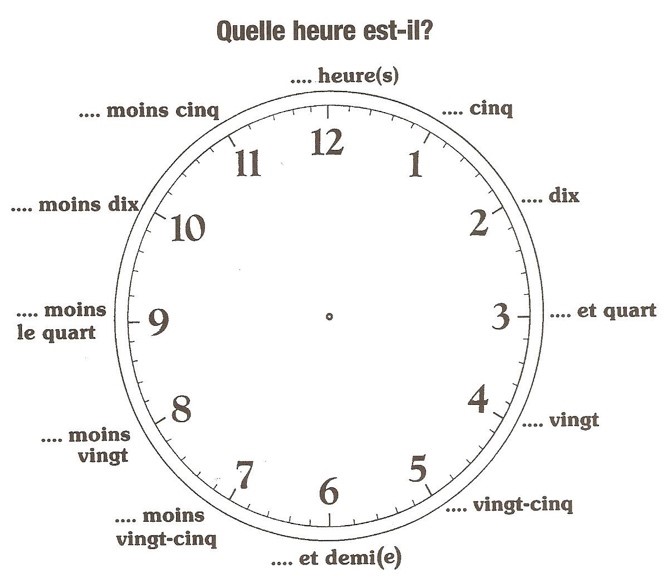 Quelle heure est-il?
.... heure(s)
.... moins cinq
.... cinq
12
11
1
.... moins dix
.... dix
10
2
.... moins
le quart
9
3
.... et quart
8
4
.... moins
vingt
.... vingt
7
5
6
.... moins
vingt-cinq
.... vingt-cinq
.... et demi(e)